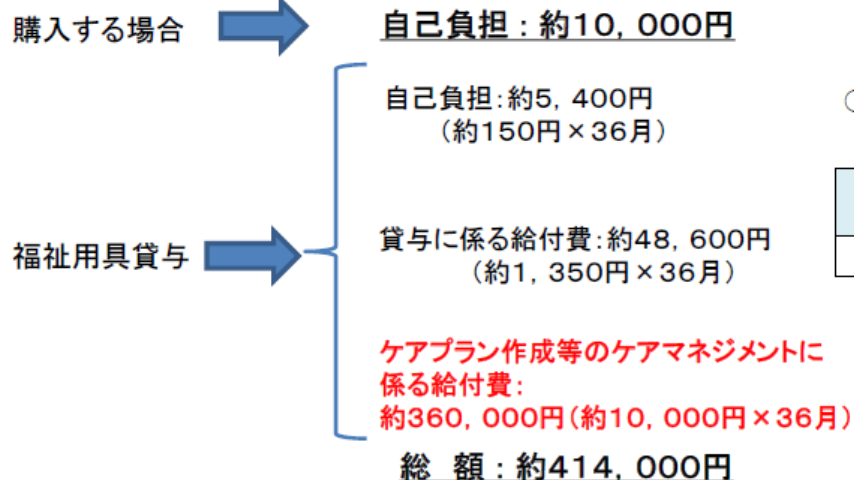 購入する場合
自己負担：約10，000円
自己負担：約5，400円
（約150円×36月）
福祉用具貸与
貸与に係る給付費：約48，600円
（約1，350円×36月）
ケアプラン作成等のケアマネジメントに
係る給付費：
約360，000円（約10，000円×36月）
総　額：約414，000円